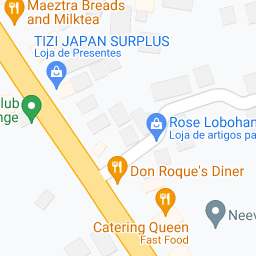 Maeztra Breads
and Milktea
TIZI JAPAN SURPLUS
Loja de Presentes
Club
nge
Rose Lobohan
Loja de artigos pa
Don Roque's Diner
Catering Queen
Fast Food
Neev